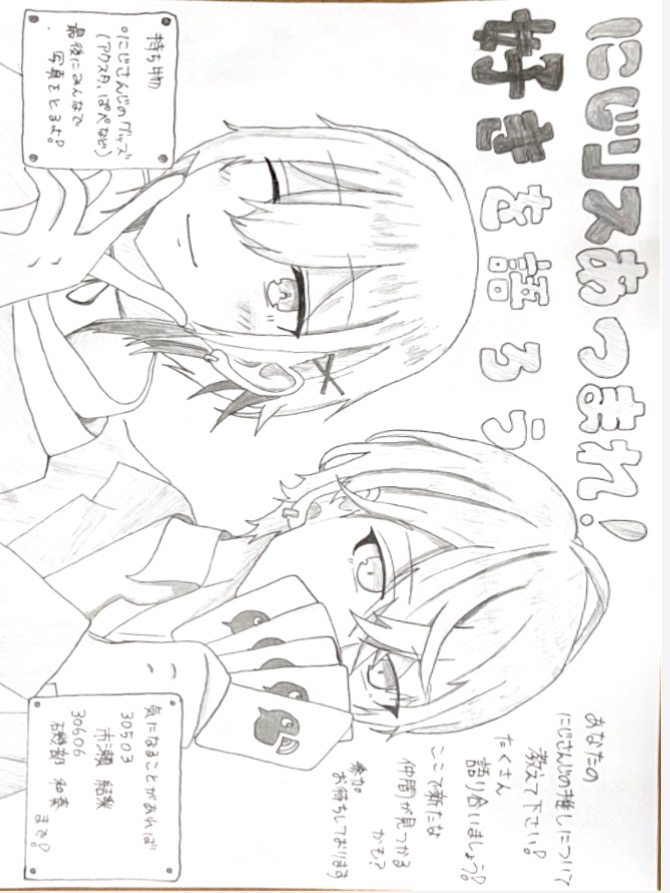 にじリスあつまれ!
好きを語ろう
あなたの
にじさんじの推しについて
教えて下さい!
たくさん
語り合いましょう!
ここで新たな
仲間が見つかる
かも?
参加
お待ちしております
持ち物
○にじさんじのグッズ
(アクスタ、ぱぺなど)
最後にみんなで
写真をとるよ!
気になることがあれば
30503
市瀬 結梨
30606
磯部 和奏
まで!